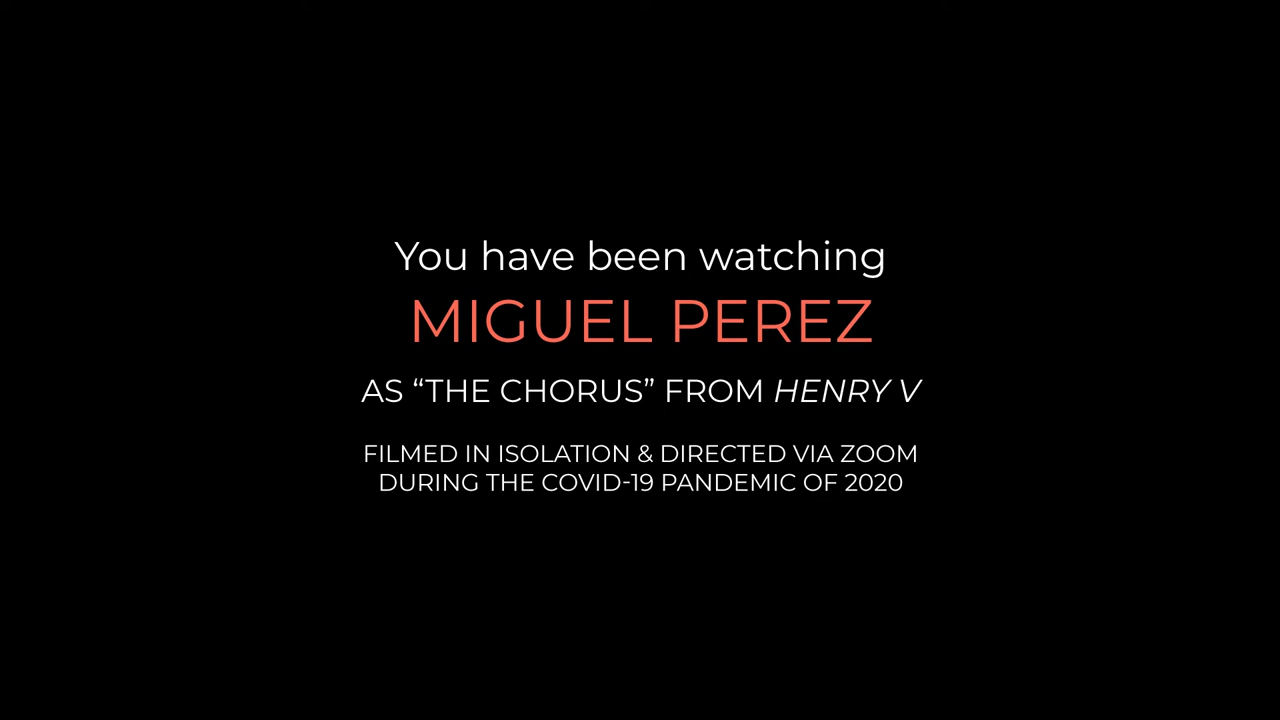 You have been watching
MIGUEL PEREZ
AS “THE CHORUS” FROM HENRY V
FILMED IN ISOLATION & DIRECTED VIA ZOOM
DURING THE COVID-19 PANDEMIC OF 2020